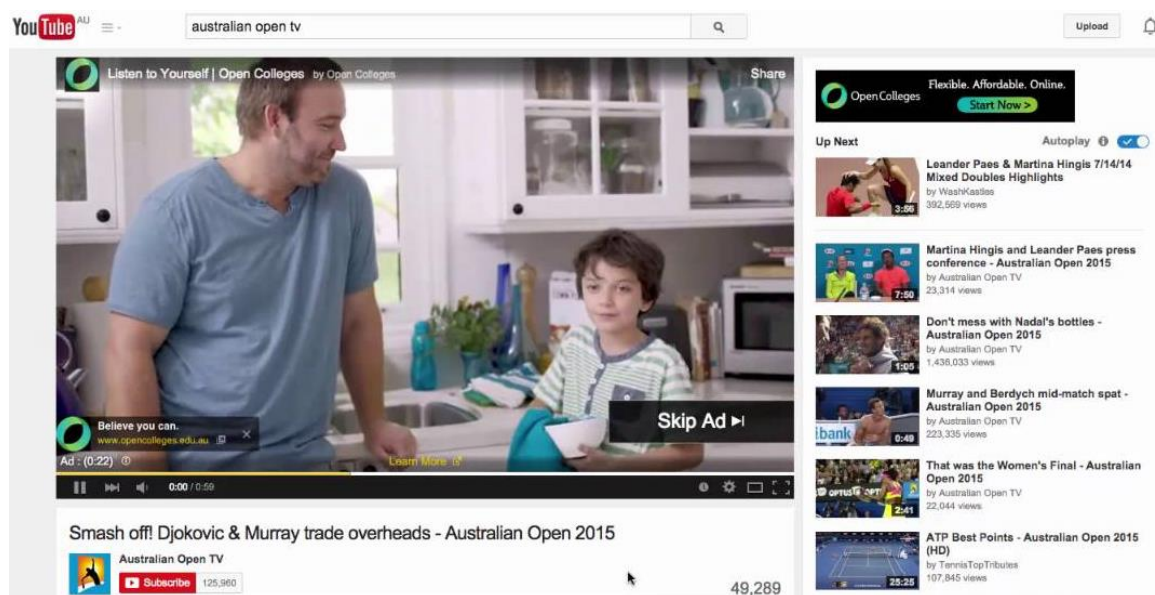 YouTube AU
australian open tv
Upload
Listen to Yourself | Open Colleges by Open Colleges
Share
Believe you can.
www.opencolleges.edu.au
Skip Ad
Ad : (0:22)
Learn More
0:00 / 0:59
Smash off! Djokovic & Murray trade overheads - Australian Open 2015
Australian Open TV
Subscribe 125,960
49,289
Open Colleges
Flexible. Affordable. Online.
Start Now >
Up Next
Autoplay
Leander Paes & Martina Hingis 7/14/14
Mixed Doubles Highlights
by WashKastles
392,569 views
3:56
Martina Hingis and Leander Paes press
conference - Australian Open 2015
by Australian Open TV
23,314 views
7:50
Don't mess with Nadal's bottles -
Australian Open 2015
by Australian Open TV
1,438,033 views
1:05
Murray and Berdych mid-match spat -
Australian Open 2015
by Australian Open TV
223,335 views
ibank
0:49
That was the Women's Final - Australian
Open 2015
by Australian Open TV
22,044 views
OPTUS OPT
2:41
ATP Best Points - Australian Open 2015
(HD)
by TennisTopTributes
107,845 views
25:25